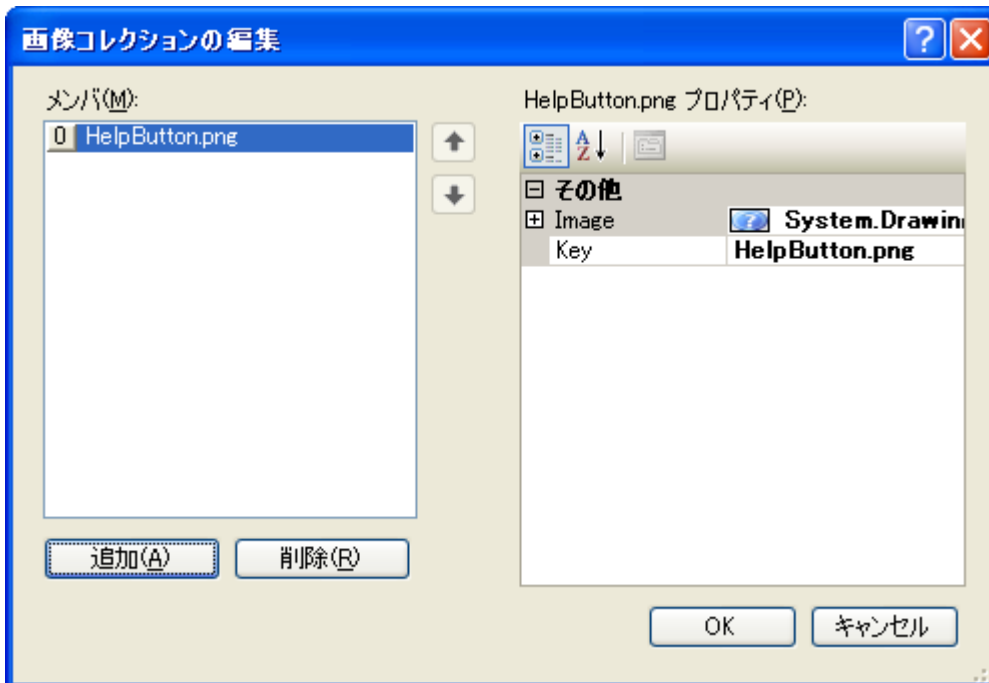 画像コレクションの編集
メンバ(M):
0 HelpButton.png
追加(A)
削除(R)
HelpButton.png プロパティ(P):
その他
Image System.Drawin
Key HelpButton.png
OK
キャンセル